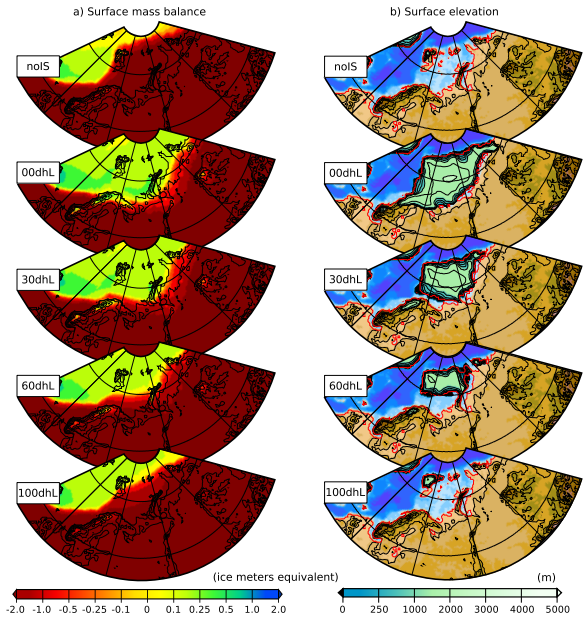 a) Surface mass balance
b) Surface elevation
noIS
noIS
00dhL
00dhL
30dhL
30dhL
60dhL
60dhL
100dhL
100dhL
(ice meters equivalent)
(m)
-2.0 -1.0 -0.5 -0.25 -0.1 0 0.1 0.25 0.5 1.0 2.0
0 250 1000 2000 3000 4000 5000